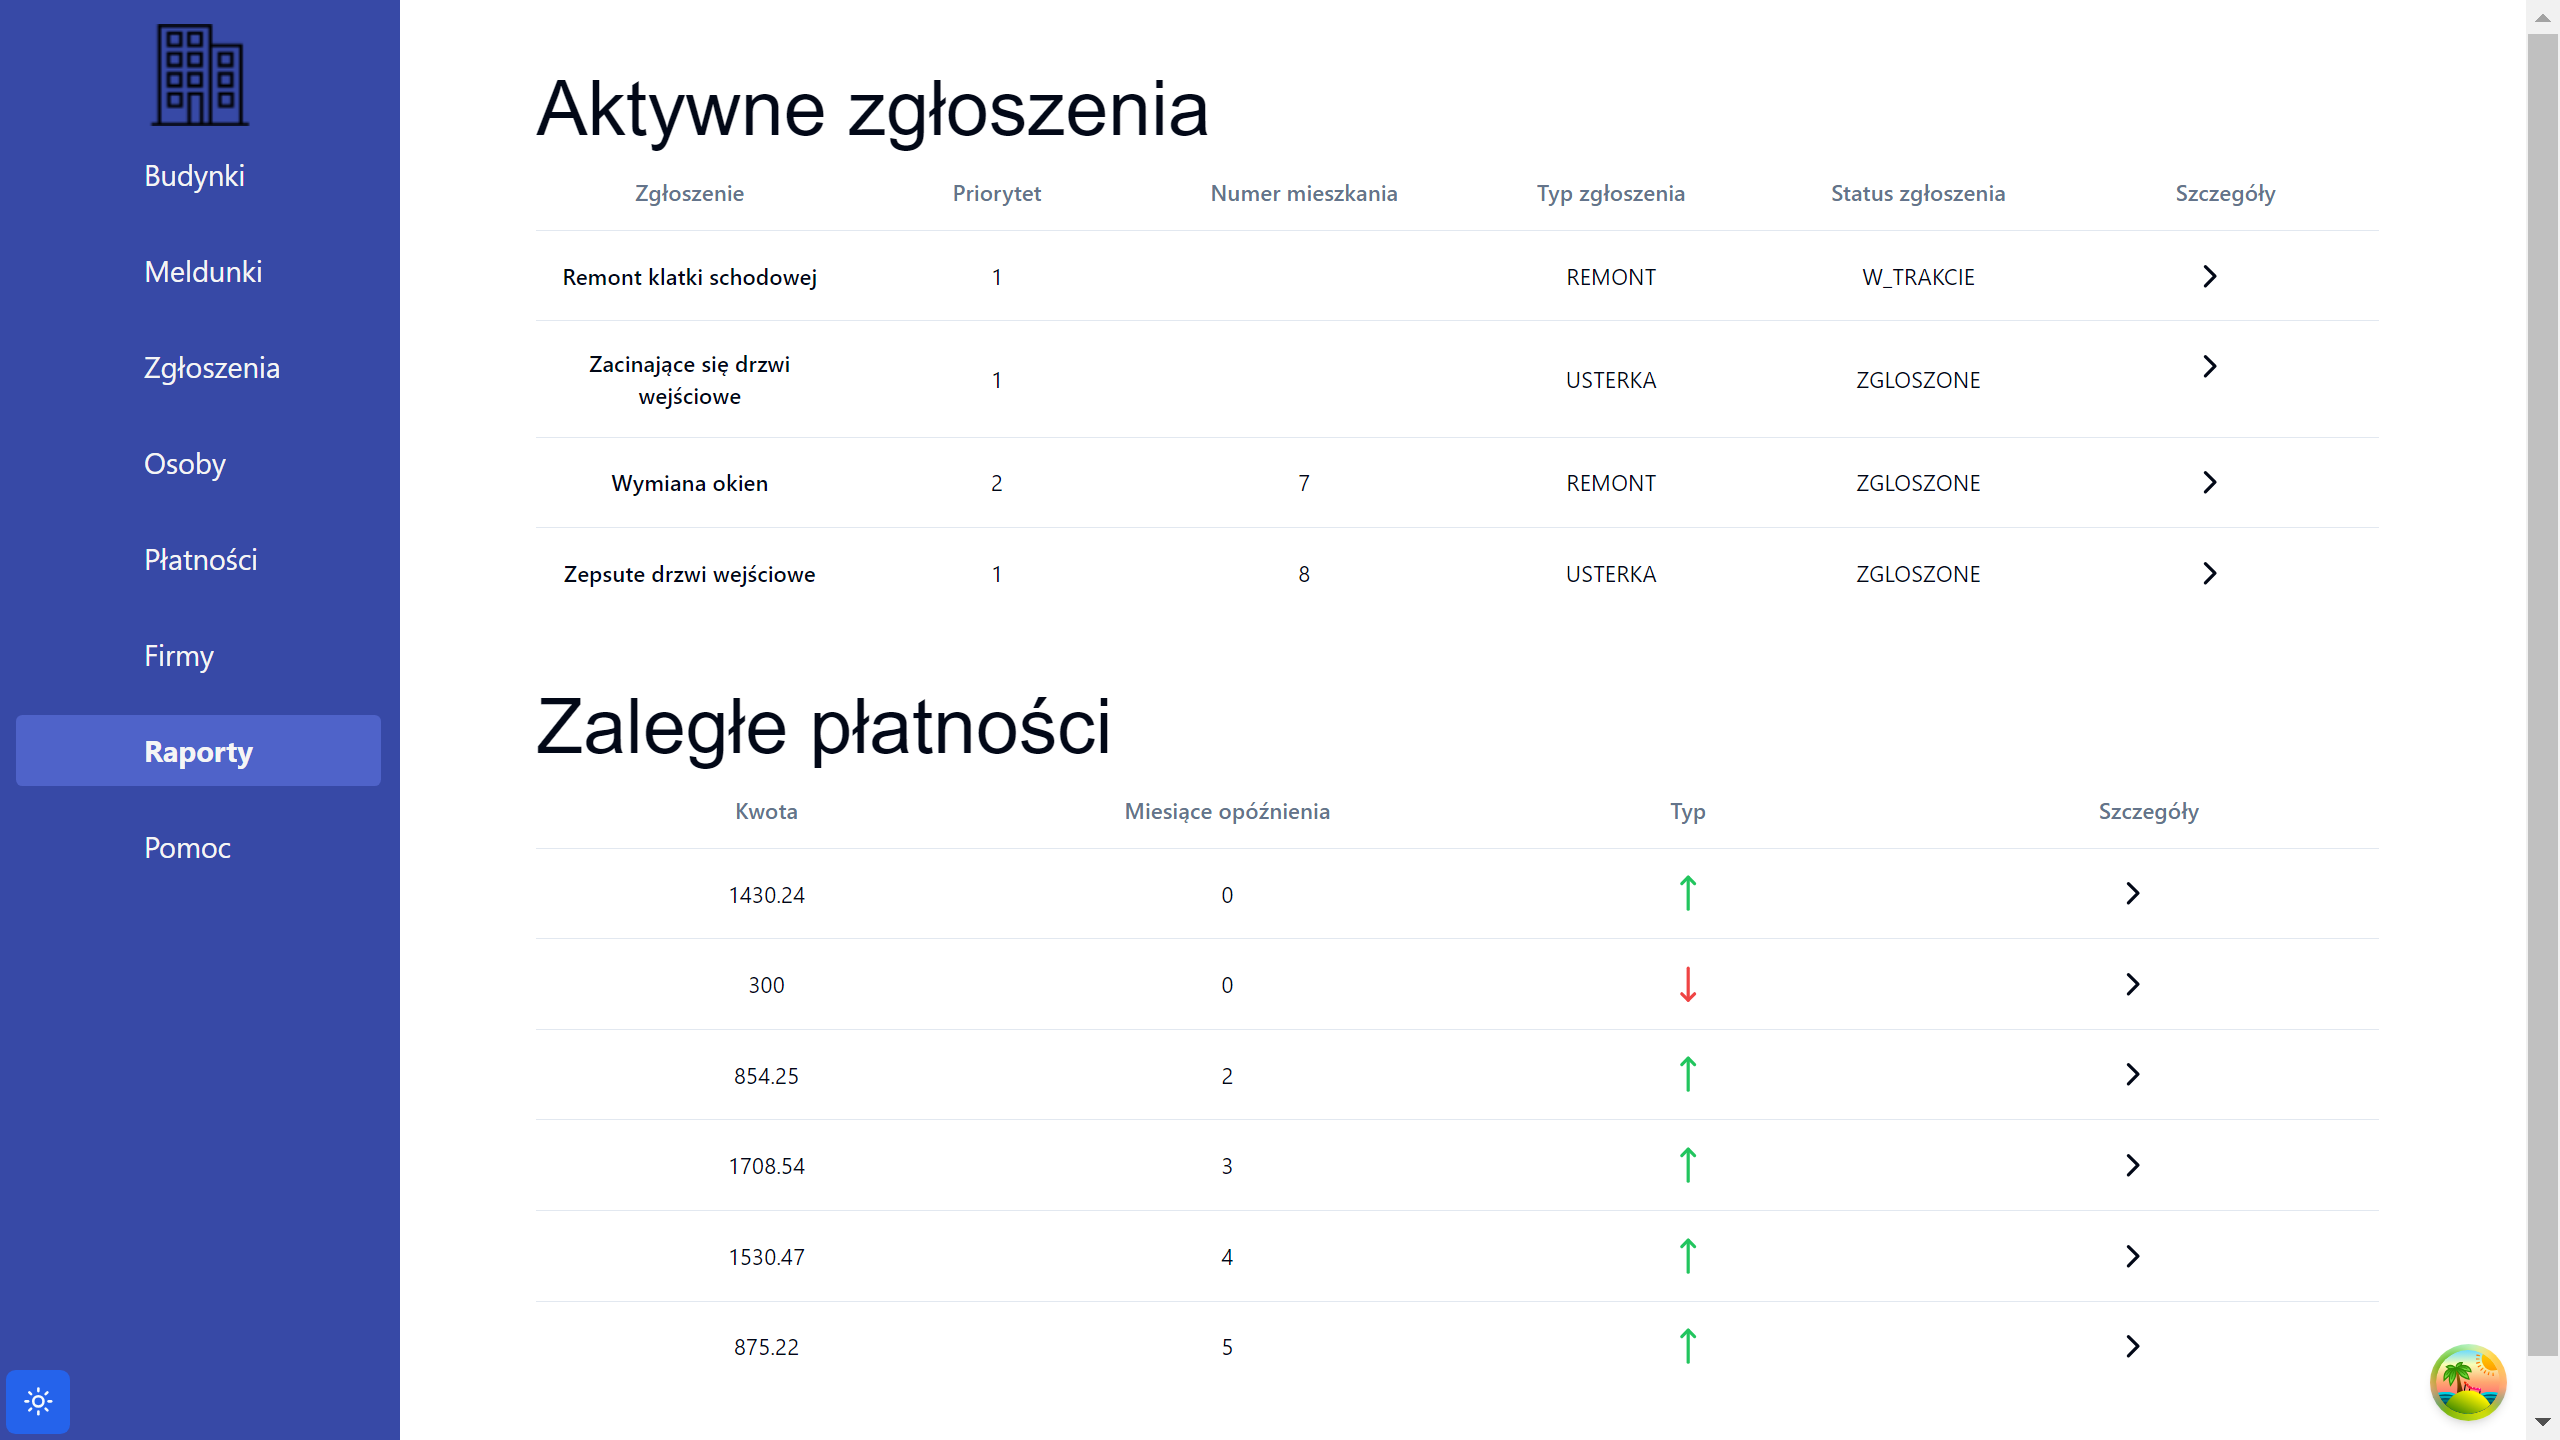 Budynki
Meldunki
Zgłoszenia
Osoby
Płatności
Firmy
Raporty
Pomoc
Aktywne zgłoszenia
Zgłoszenie Priorytet Numer mieszkania Typ zgłoszenia Status zgłoszenia Szczegóły
Remont klatki schodowej 1 REMONT W_TRAKCIE
Zacinające się drzwi
wejściowe 1 USTERKA ZGLOSZONE
Wymiana okien 2 7 REMONT ZGLOSZONE
Zepsute drzwi wejściowe 1 8 USTERKA ZGLOSZONE
Zaległe płatności
Kwota Miesiące opóźnienia Typ Szczegóły
1430.24 0
300 0
854.25 2
1708.54 3
1530.47 4
875.22 5